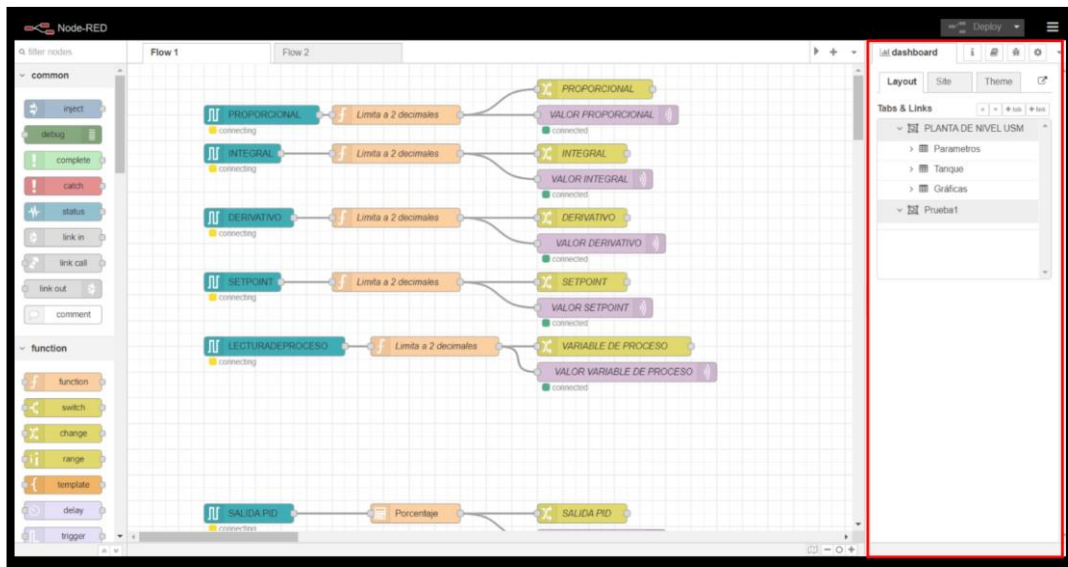 Node-RED
Deploy
filter nodes
common
inject
debug
complete
catch
status
link in
link call
link out
comment
function
function
switch
change
range
template
delay
trigger
Flow 1
Flow 2
PROPORCIONAL
connecting
Limita a 2 decimales
PROPORCIONAL
VALOR PROPORCIONAL
connected
INTEGRAL
connecting
Limita a 2 decimales
INTEGRAL
VALOR INTEGRAL
connected
DERIVATIVO
connecting
Limita a 2 decimales
DERIVATIVO
VALOR DERIVATIVO
connected
SETPOINT
connecting
Limita a 2 decimales
SETPOINT
VALOR SETPOINT
connected
LECTURADEPROCESO
connecting
Limita a 2 decimales
VARIABLE DE PROCESO
VALOR VARIABLE DE PROCESO
connected
SALIDA PID
connecting
Porcentaje
SALIDA PID
dashboard
Layout
Site
Theme
Tabs & Links
+ tab
+ link
PLANTA DE NIVEL USM
Parametros
Tanque
Gráficas
Prueba1